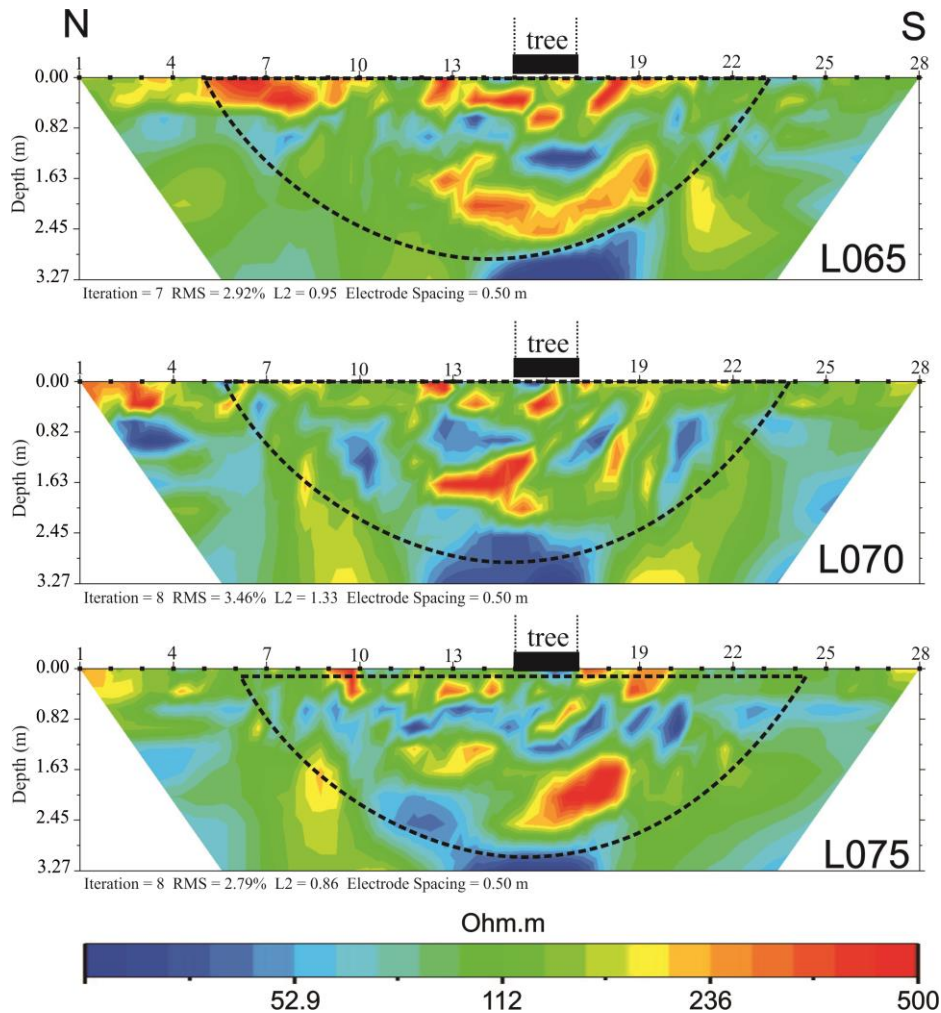 N S
tree
1 4 7 10 13 16 19 22 25 28
0.00
0.82
1.63
2.45
3.27
Depth (m)
L065
Iteration = 7 RMS = 2.92% L2 = 0.95 Electrode Spacing = 0.50 m
tree
1 4 7 10 13 16 19 22 25 28
0.00
0.82
1.63
2.45
3.27
Depth (m)
L070
Iteration = 8 RMS = 3.46% L2 = 1.33 Electrode Spacing = 0.50 m
tree
1 4 7 10 13 16 19 22 25 28
0.00
0.82
1.63
2.45
3.27
Depth (m)
L075
Iteration = 8 RMS = 2.79% L2 = 0.86 Electrode Spacing = 0.50 m
Ohm.m
52.9 112 236 500